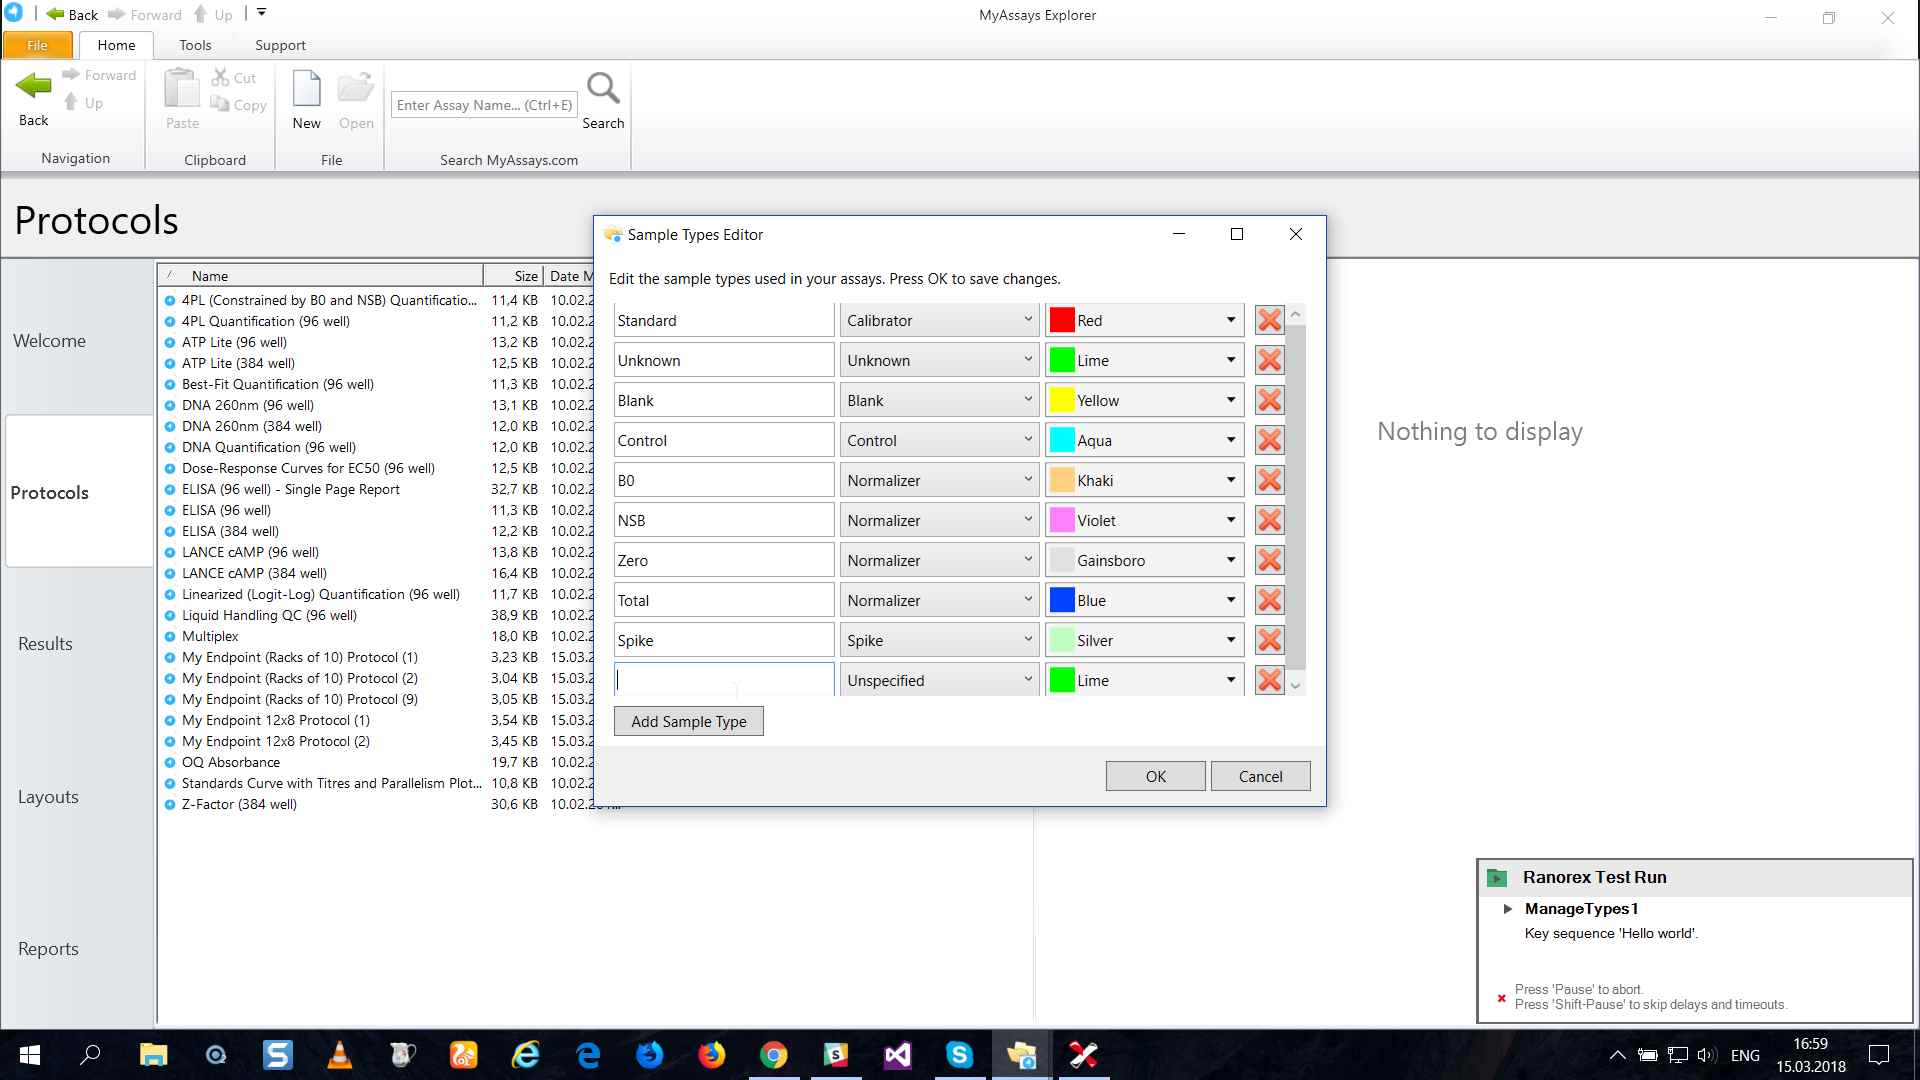 Back Forward Up
MyAssays Explorer
File Home Tools Support
Back
Forward
Up
Navigation
Paste
Cut
Copy
Clipboard
New
Open
File
Enter Assay Name... (Ctrl+E)
Search
Search MyAssays.com
Protocols
Welcome
Protocols
Results
Layouts
Reports
Name Size Date M
4PL (Constrained by B0 and NSB) Quantificatio... 11,4 KB 10.02.2
4PL Quantification (96 well) 11,2 KB 10.02.2
ATP Lite (96 well) 13,2 KB 10.02.2
ATP Lite (384 well) 12,5 KB 10.02.2
Best-Fit Quantification (96 well) 11,3 KB 10.02.2
DNA 260nm (96 well) 13,1 KB 10.02.2
DNA 260nm (384 well) 12,0 KB 10.02.2
DNA Quantification (96 well) 12,0 KB 10.02.2
Dose-Response Curves for EC50 (96 well) 12,5 KB 10.02.2
ELISA (96 well) - Single Page Report 32,7 KB 10.02.2
ELISA (96 well) 11,3 KB 10.02.2
ELISA (384 well) 12,2 KB 10.02.2
LANCE cAMP (96 well) 13,8 KB 10.02.2
LANCE cAMP (384 well) 16,4 KB 10.02.2
Linearized (Logit-Log) Quantification (96 well) 11,7 KB 10.02.2
Liquid Handling QC (96 well) 38,9 KB 10.02.2
Multiplex 18,0 KB 10.02.2
My Endpoint (Racks of 10) Protocol (1) 3,23 KB 15.03.2
My Endpoint (Racks of 10) Protocol (2) 3,04 KB 15.03.2
My Endpoint (Racks of 10) Protocol (9) 3,05 KB 15.03.2
My Endpoint 12x8 Protocol (1) 3,54 KB 15.03.2
My Endpoint 12x8 Protocol (2) 3,45 KB 15.03.2
OQ Absorbance 19,7 KB 10.02.2
Standards Curve with Titres and Parallelism Plot... 10,8 KB 10.02.2
Z-Factor (384 well) 30,6 KB 10.02.20
Sample Types Editor
Edit the sample types used in your assays. Press OK to save changes.
Standard Calibrator Red
Unknown Unknown Lime
Blank Blank Yellow
Control Control Aqua
B0 Normalizer Khaki
NSB Normalizer Violet
Zero Normalizer Gainsboro
Total Normalizer Blue
Spike Spike Silver
Unspecified Lime
Add Sample Type
OK Cancel
Nothing to display
Ranorex Test Run
ManageTypes1
Key sequence 'Hello world'.
Press 'Pause' to abort.
Press 'Shift-Pause' to skip delays and timeouts.
ENG
16:59
15.03.2018